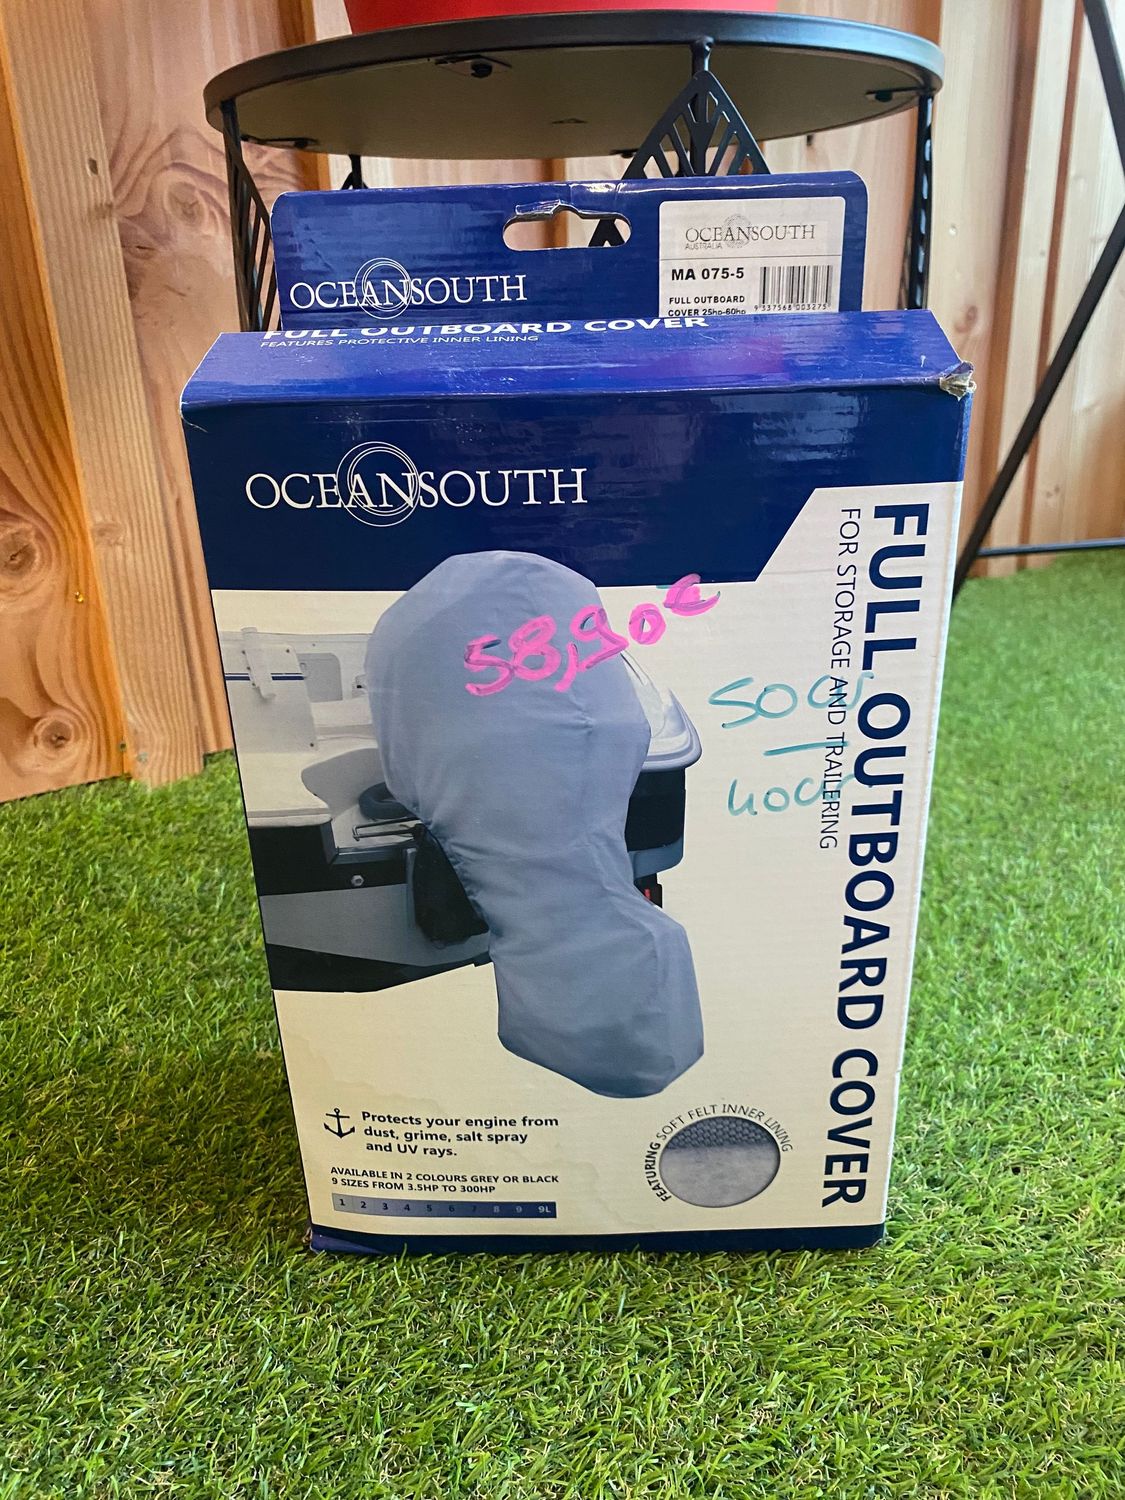 OCEANSOUTH
OCEANSOUTH
AUSTRALIA
MA 075-5
FULL OUTBOARD
COVER 25hp-60hp
9 337568 003275
FULL OUTBOARD COVER
FEATURES PROTECTIVE INNER LINING
OCEANSOUTH
FULL OUTBOARD COVER
FOR STORAGE AND TRAILERING
58,90€
Protects your engine from
dust, grime, salt spray
and UV rays.
AVAILABLE IN 2 COLOURS GREY OR BLACK
9 SIZES FROM 3.5HP TO 300HP
1 2 3 4 5 6 7 8 9 9L
FEATURING SOFT FELT INNER LINING